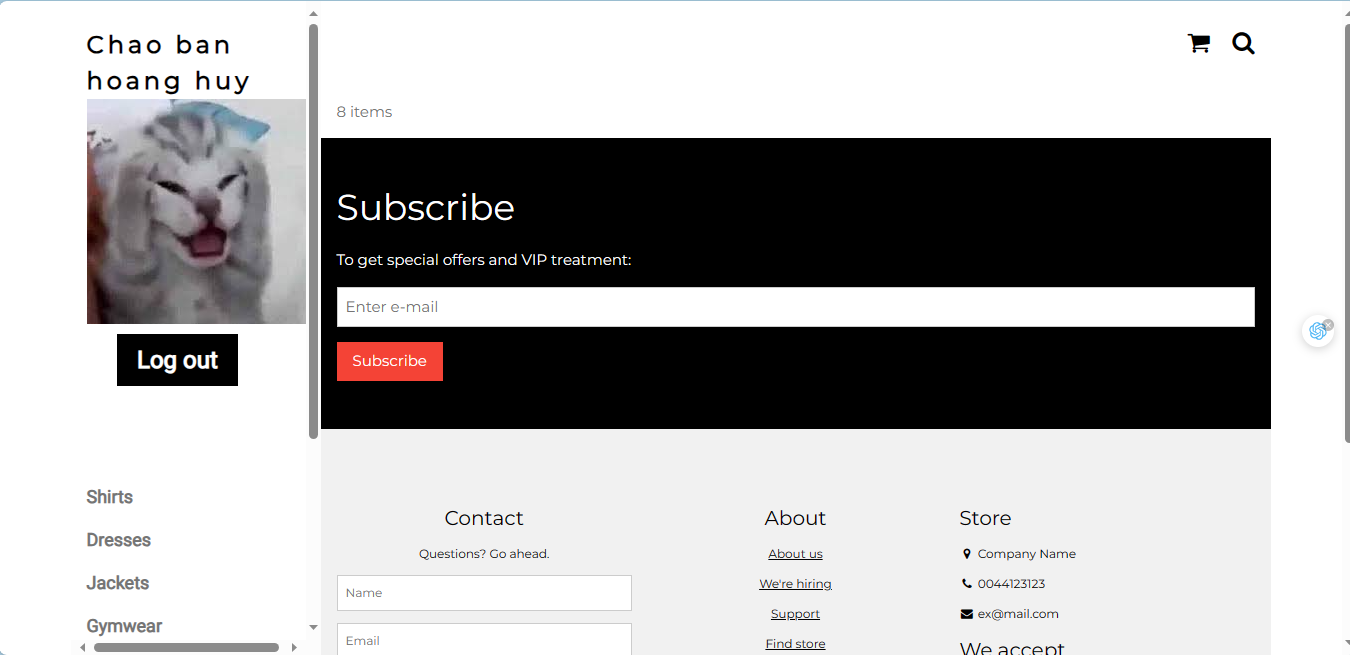 Chao ban
hoang huy
Log out
Shirts
Dresses
Jackets
Gymwear
8 items
Subscribe
To get special offers and VIP treatment:
Enter e-mail
Subscribe
Contact
Questions? Go ahead.
Name
Email
About
About us
We're hiring
Support
Find store
Store
Company Name
0044123123
ex@mail.com
We accept